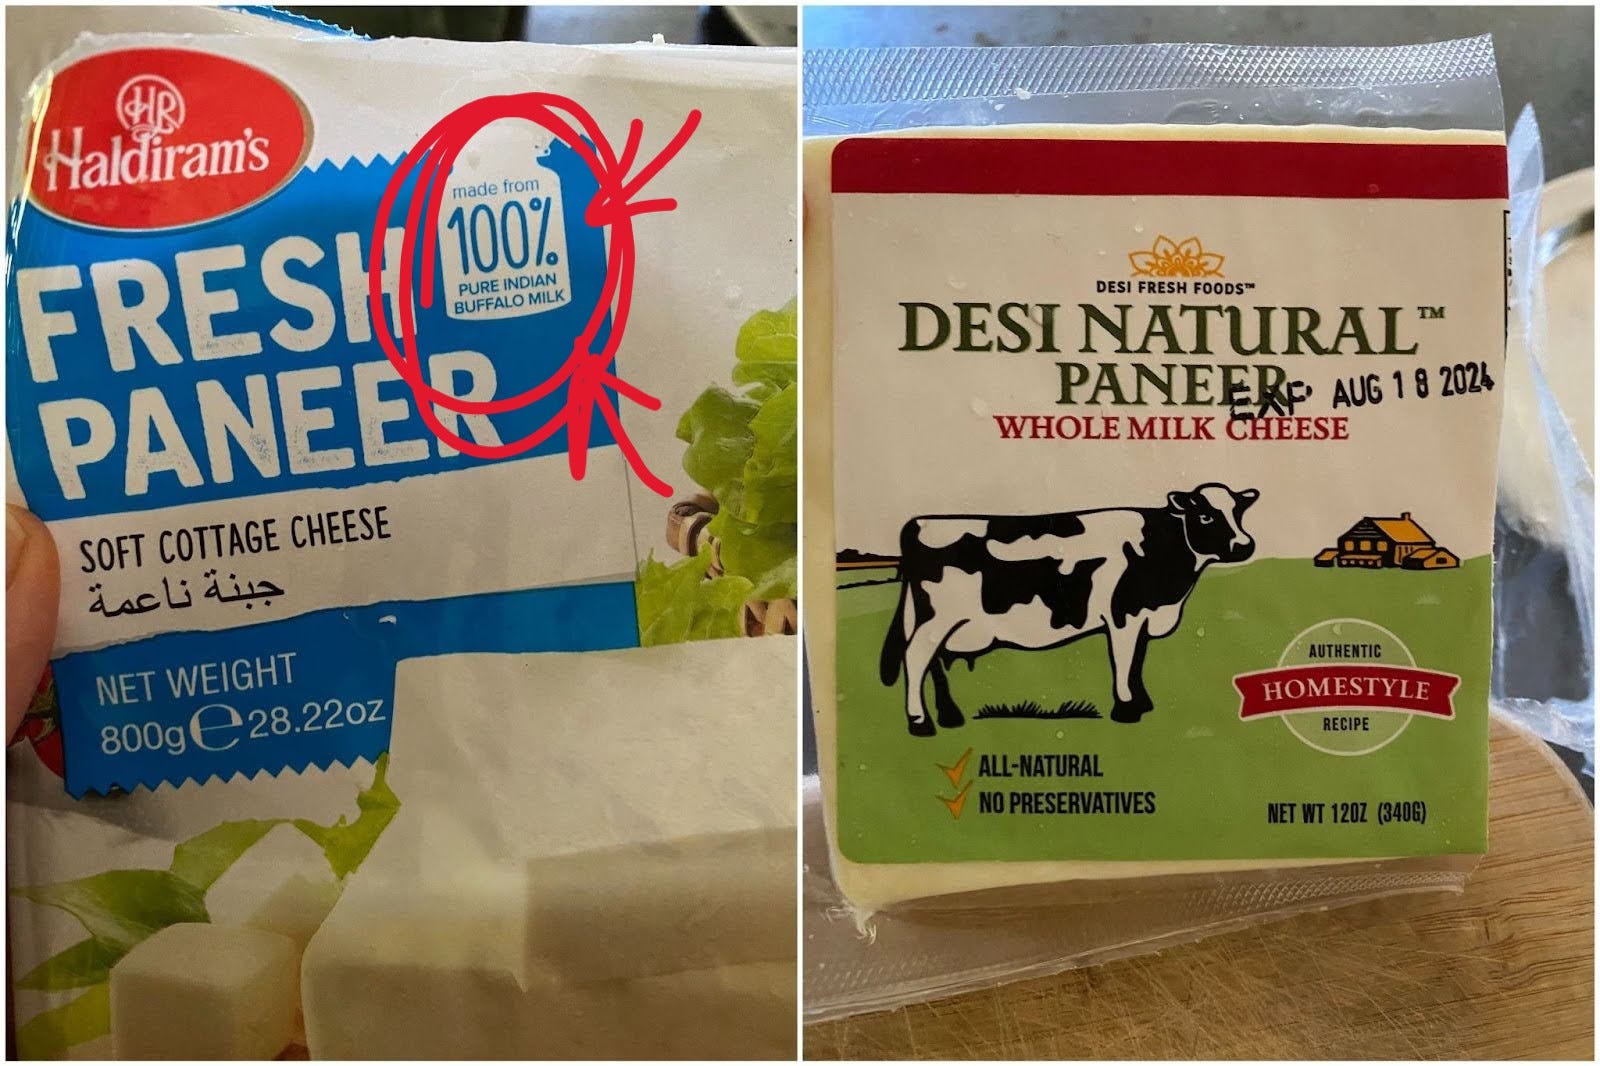 HR
Haldiram's
made from
100%
PURE INDIAN
BUFFALO MILK
FRESH
PANEER
SOFT COTTAGE CHEESE
جبنة ناعمة
NET WEIGHT
800g e 28.22oz
DESI FRESH FOODS™
DESI NATURAL™
PANEER
EXP AUG 18 2024
WHOLE MILK CHEESE
AUTHENTIC
HOMESTYLE
RECIPE
ALL-NATURAL
NO PRESERVATIVES
NET WT 12OZ (340G)